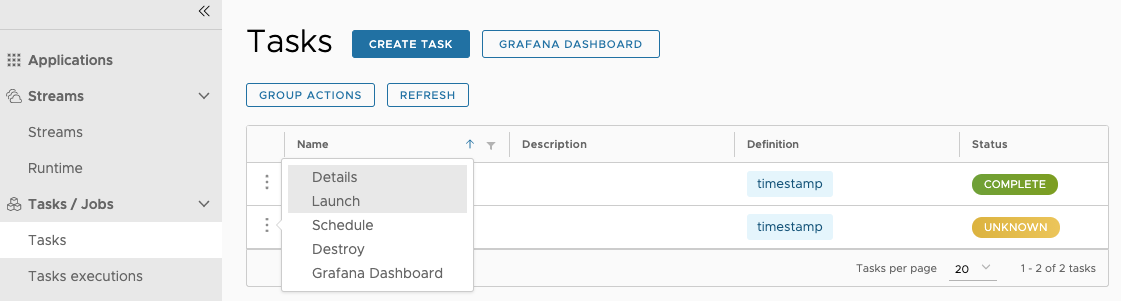 Tasks CREATE TASK GRAFANA DASHBOARD
Applications
GROUP ACTIONS REFRESH
Streams
Streams
Runtime
Tasks / Jobs
Tasks
Tasks executions
Name Description Definition Status
timestamp COMPLETE
timestamp UNKNOWN
Details
Launch
Schedule
Destroy
Grafana Dashboard
Tasks per page 20 1 - 2 of 2 tasks